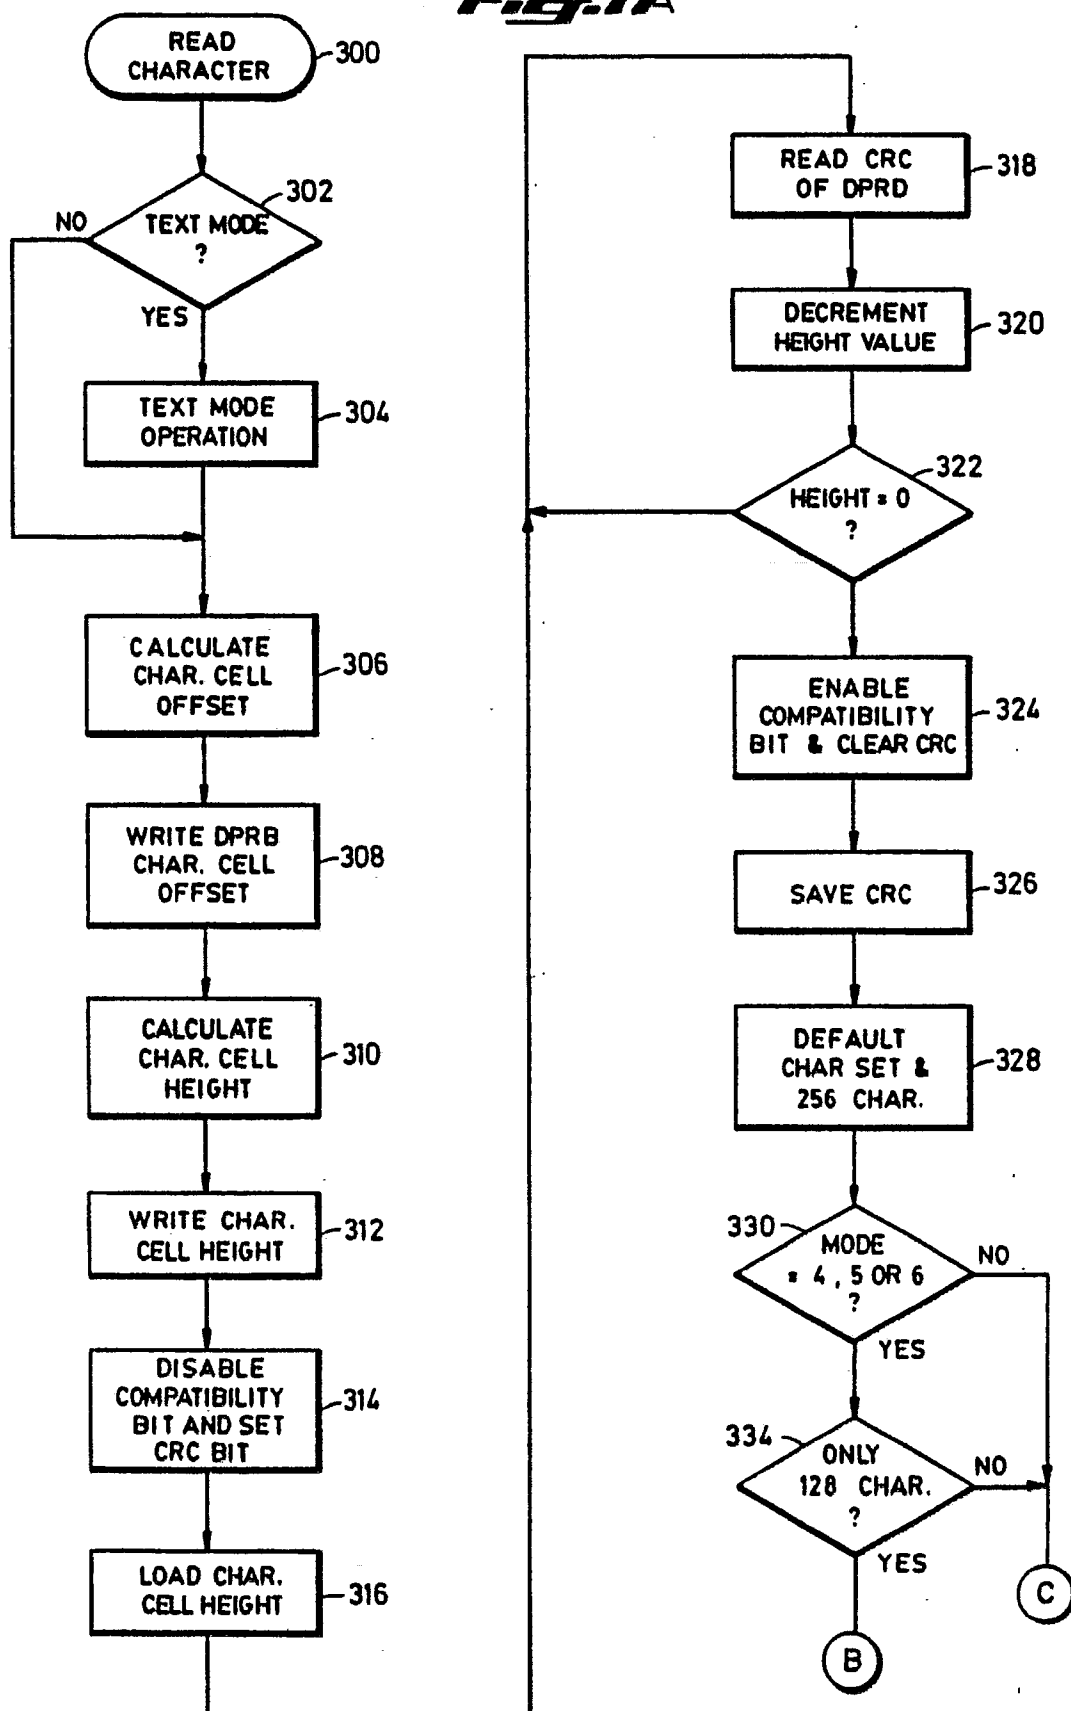 Fig. 11A
READ
CHARACTER
300
302
TEXT MODE
?
NO
YES
TEXT MODE
OPERATION
304
CALCULATE
CHAR. CELL
OFFSET
306
WRITE DPRB
CHAR. CELL
OFFSET
308
CALCULATE
CHAR. CELL
HEIGHT
310
WRITE CHAR.
CELL HEIGHT
312
DISABLE
COMPATIBILITY
BIT AND SET
CRC BIT
314
LOAD CHAR.
CELL HEIGHT
316
READ CRC
OF DPRD
318
DECREMENT
HEIGHT VALUE
320
322
HEIGHT = 0
?
ENABLE
COMPATIBILITY
BIT & CLEAR CRC
324
SAVE CRC
326
DEFAULT
CHAR SET &
256 CHAR.
328
330
MODE
= 4, 5 OR 6
?
NO
YES
334
ONLY
128 CHAR.
?
NO
YES
C
B